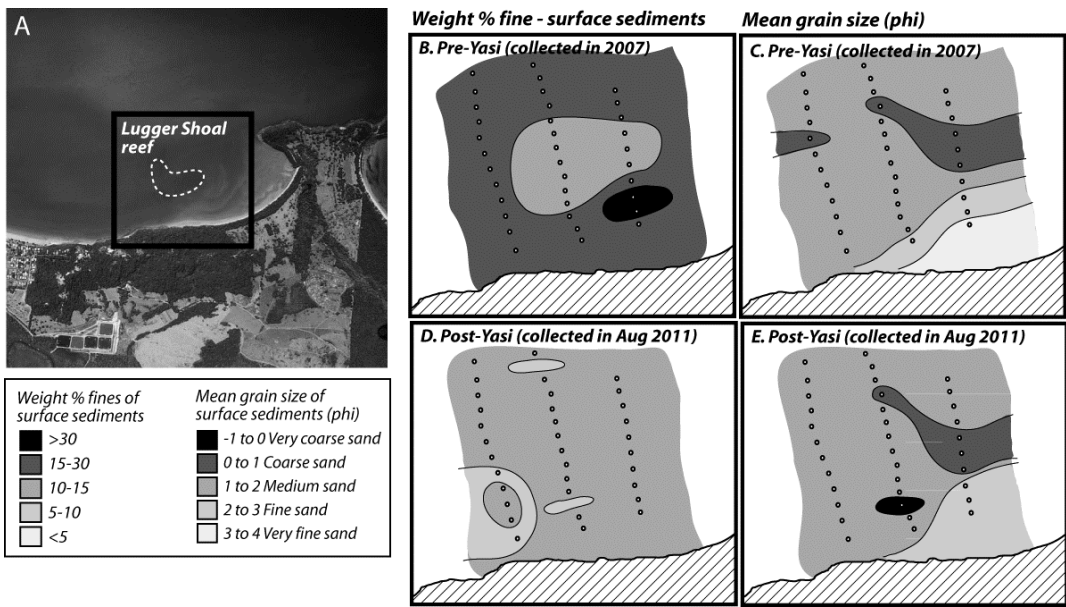 A
Lugger Shoal
reef
Weight % fine - surface sediments
Mean grain size (phi)
B. Pre-Yasi (collected in 2007)
C. Pre-Yasi (collected in 2007)
D. Post-Yasi (collected in Aug 2011)
E. Post-Yasi (collected in Aug 2011)
Weight % fines of
surface sediments
>30
15-30
10-15
5-10
<5
Mean grain size of
surface sediments (phi)
-1 to 0 Very coarse sand
0 to 1 Coarse sand
1 to 2 Medium sand
2 to 3 Fine sand
3 to 4 Very fine sand